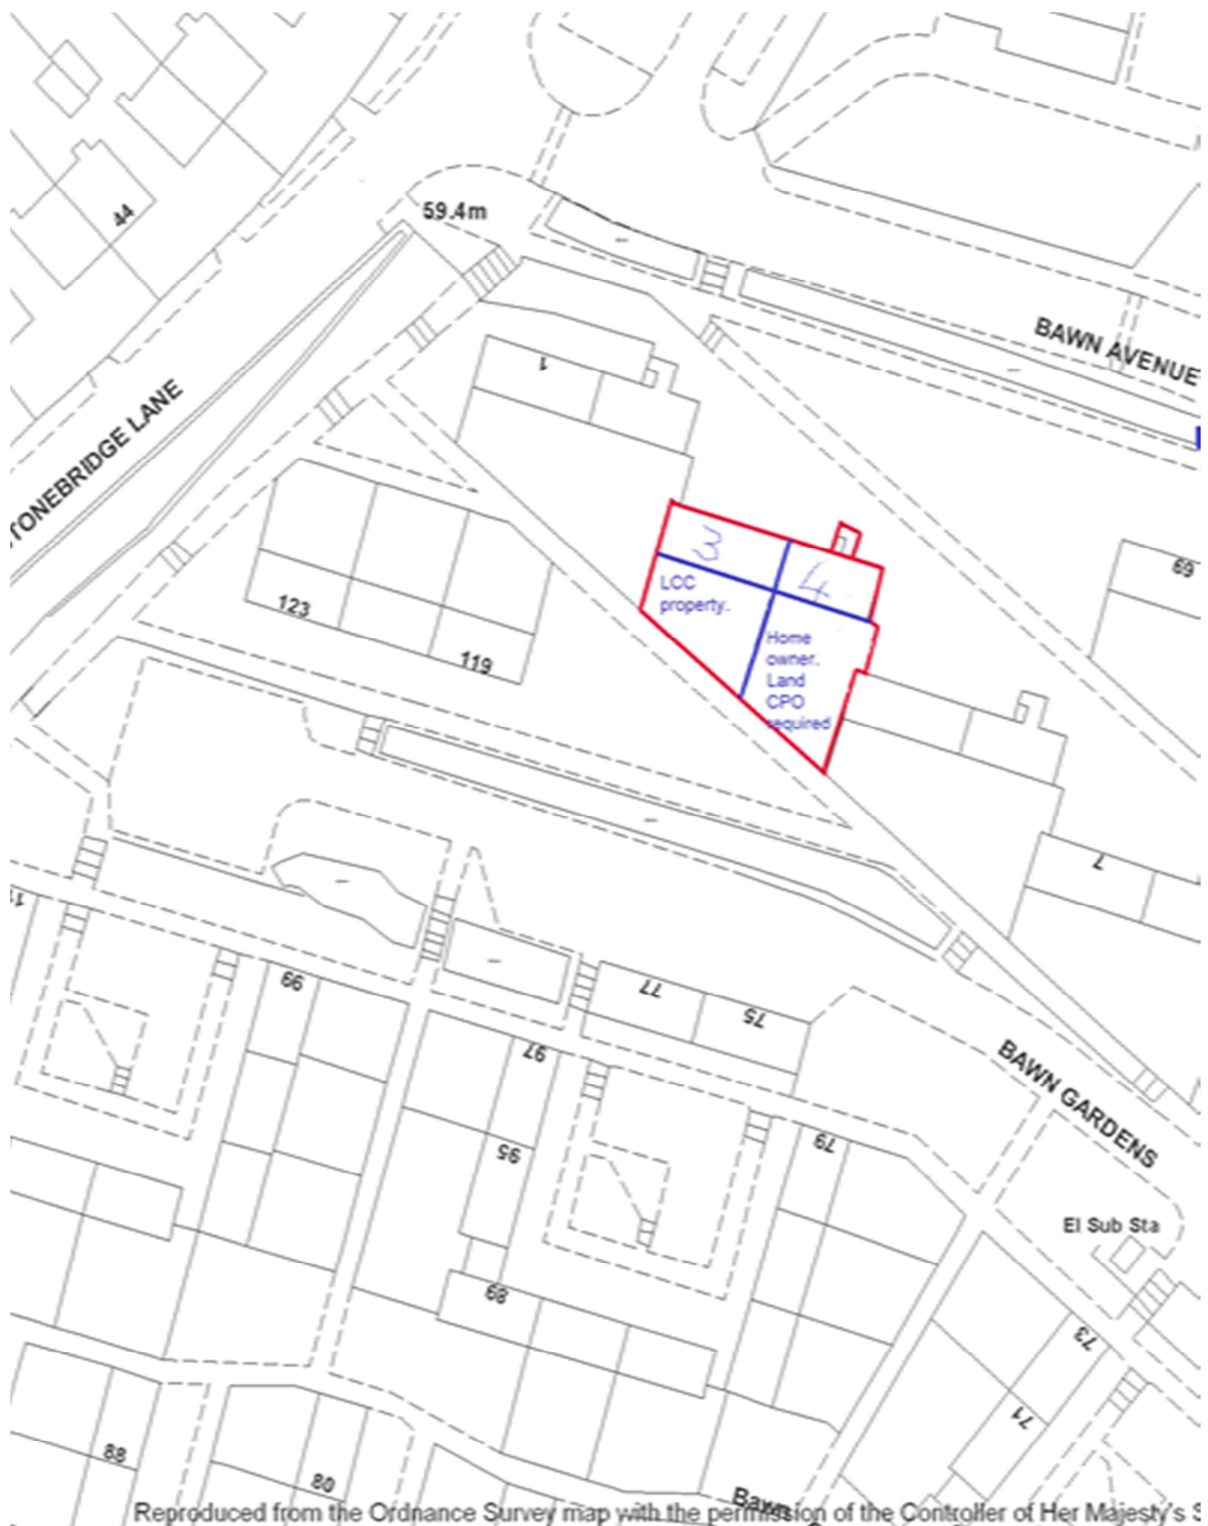 44
59.4m
BAWN AVENUE
TONEBRIDGE LANE
1
3
4
69
LCC
property.
123
119
Home
owner.
Land
CPO
required
7
99
77
75
97
95
79
BAWN GARDENS
El Sub Sta
89
73
71
88
80
Bawn
Reproduced from the Ordnance Survey map with the permission of the Controller of Her Majesty's S